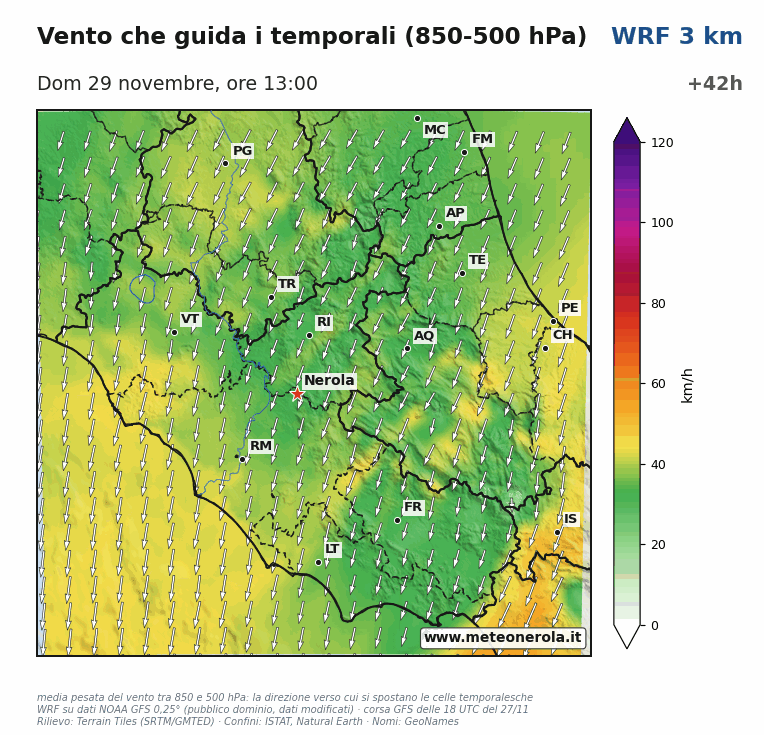 Vento che guida i temporali (850-500 hPa) WRF 3 km
Dom 29 novembre, ore 13:00 +42h
MC
FM
PG
AP
TE
TR
PE
VT
RI
AQ
CH
Nerola
RM
FR
IS
LT
www.meteonerola.it
120
100
80
60
40
20
0
km/h
media pesata del vento tra 850 e 500 hPa: la direzione verso cui si spostano le celle temporalesche
WRF su dati NOAA GFS 0,25° (pubblico dominio, dati modificati) · corsa GFS delle 18 UTC del 27/11
Rilievo: Terrain Tiles (SRTM/GMTED) · Confini: ISTAT, Natural Earth · Nomi: GeoNames